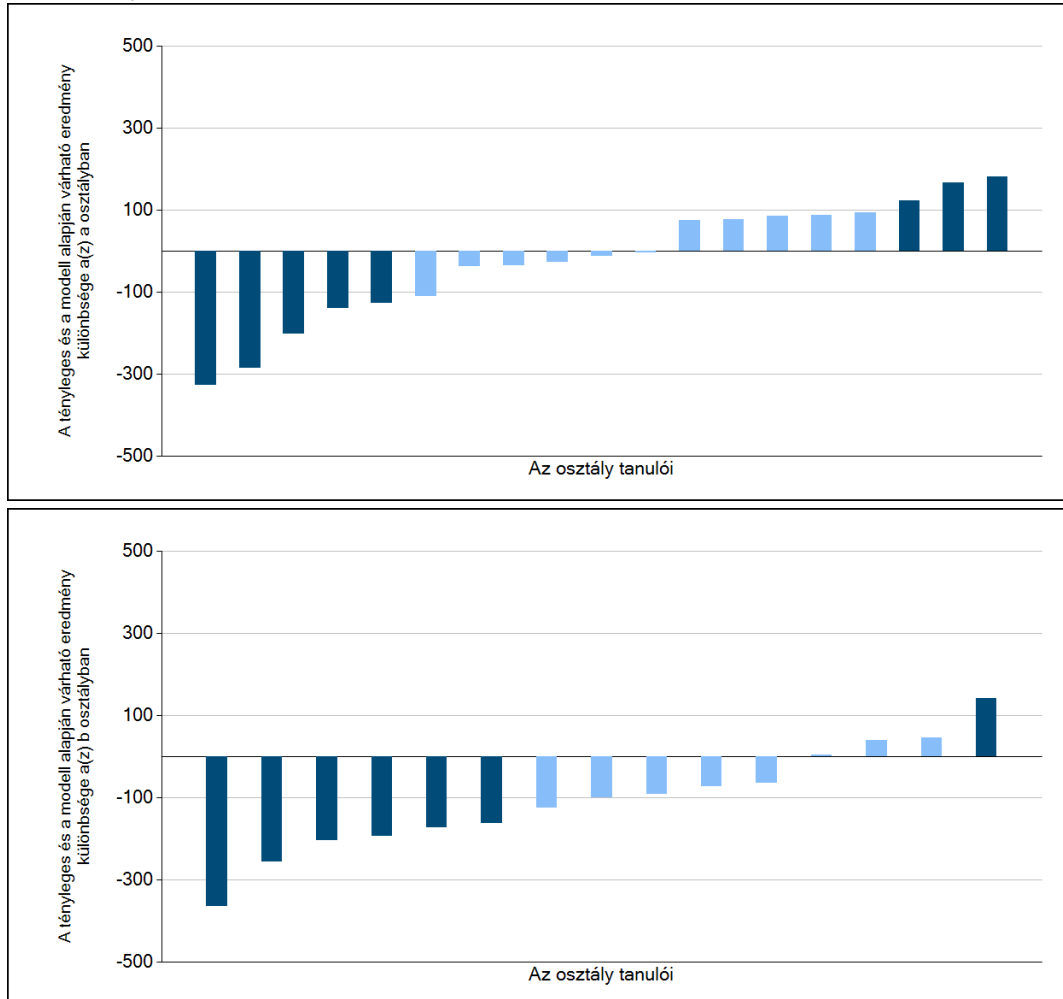 500
300
100
-100
-300
-500
A tényleges és a modell alapján várható eredmény
különbsége a(z) a osztályban
Az osztály tanulói
500
300
100
-100
-300
-500
A tényleges és a modell alapján várható eredmény
különbsége a(z) b osztályban
Az osztály tanulói